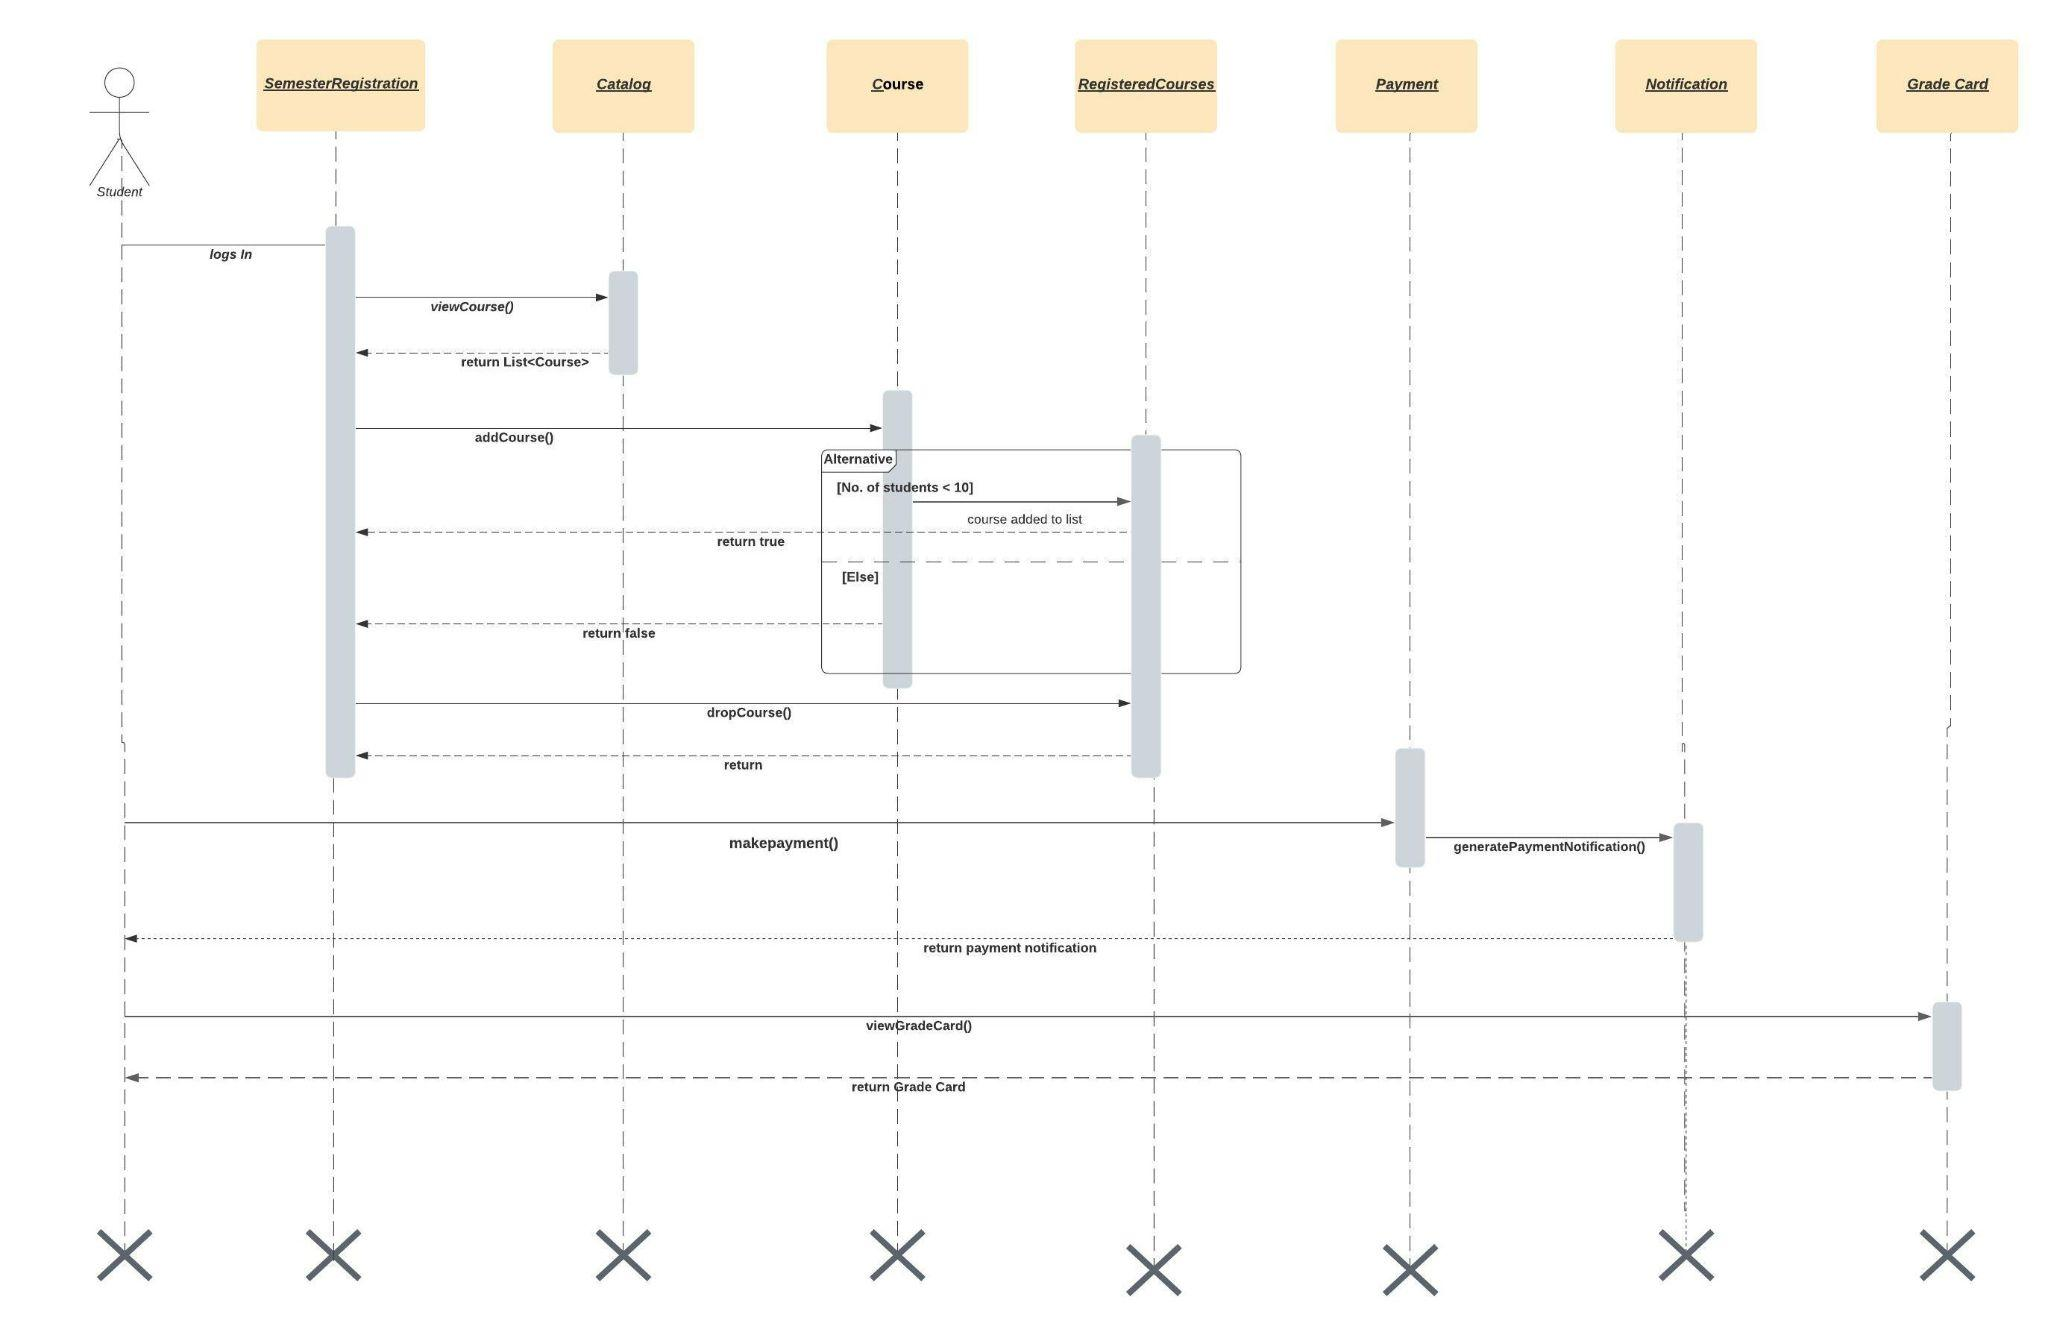 SemesterRegistration
Catalog
Course
RegisteredCourses
Payment
Notification
Grade Card
Student
logs In
viewCourse()
return List<Course>
addCourse()
Alternative
[No. of students < 10]
course added to list
return true
[Else]
return false
dropCourse()
return
makepayment()
generatePaymentNotification()
return payment notification
viewGradeCard()
return Grade Card